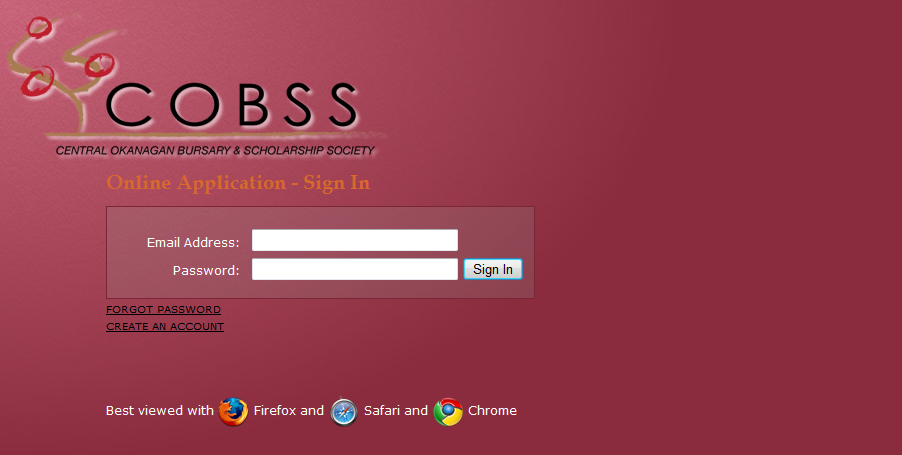 COBSS
CENTRAL OKANAGAN BURSARY & SCHOLARSHIP SOCIETY
Online Application - Sign In
Email Address:
Password: Sign In
FORGOT PASSWORD
CREATE AN ACCOUNT
Best viewed with Firefox and Safari and Chrome